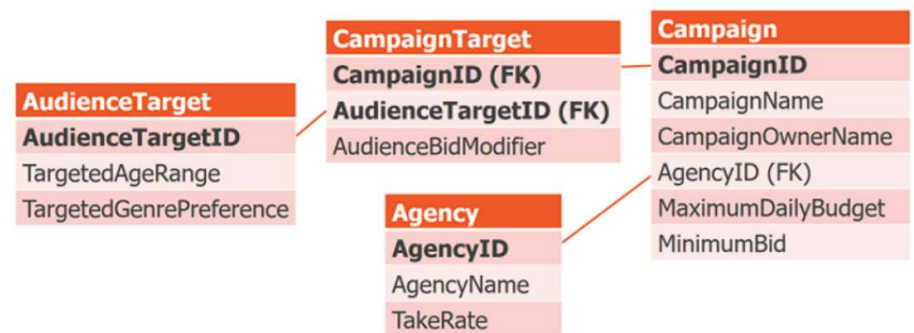 AudienceTarget
AudienceTargetID
TargetedAgeRange
TargetedGenrePreference
CampaignTarget
CampaignID (FK)
AudienceTargetID (FK)
AudienceBidModifier
Agency
AgencyID
AgencyName
TakeRate
Campaign
CampaignID
CampaignName
CampaignOwnerName
AgencyID (FK)
MaximumDailyBudget
MinimumBid